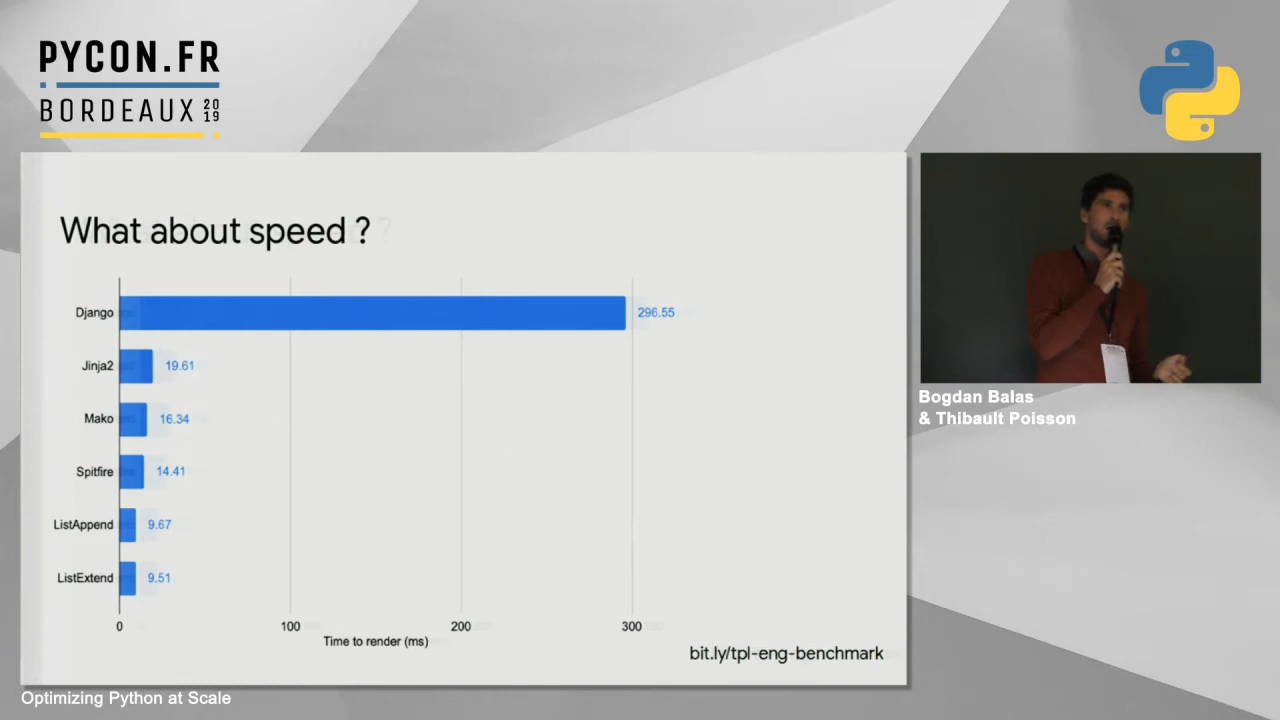 PYCON.FR
BORDEAUX 2019
What about speed ?
Django 296.55
Jinja2 19.61
Mako 16.34
Spitfire 14.41
ListAppend 9.67
ListExtend 9.51
0 100 200 300
Time to render (ms)
bit.ly/tpl-eng-benchmark
Bogdan Balas
& Thibault Poisson
Optimizing Python at Scale